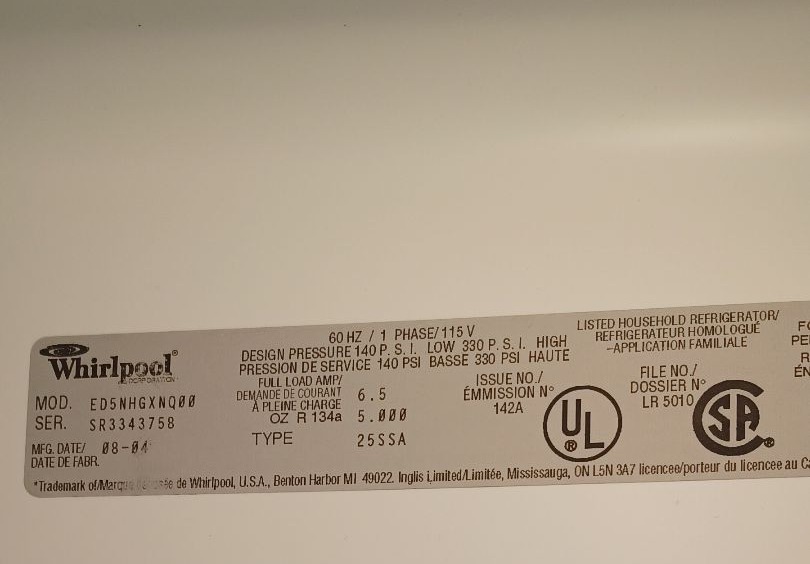 Whirlpool®
CORPORATION
MOD. ED5NHGXNQ00
SER. SR3343758
MFG. DATE/ 08-04
DATE DE FABR.
60 HZ / 1 PHASE/ 115 V
DESIGN PRESSURE 140 P. S. I. LOW 330 P. S. I. HIGH
PRESSION DE SERVICE 140 PSI BASSE 330 PSI HAUTE
FULL LOAD AMP/
DEMANDE DE COURANT 6.5
À PLEINE CHARGE
OZ R 134a 5.000
TYPE 25SSA
ISSUE NO./
ÉMMISSION N°
142A
UL®
LISTED HOUSEHOLD REFRIGERATOR/
REFRIGERATEUR HOMOLOGUÉ
-APPLICATION FAMILIALE
FILE NO./
DOSSIER N°
LR 5010
SA®
*Trademark of/Marque de Whirlpool, U.S.A., Benton Harbor MI 49022. Inglis Limited/Limitée, Mississauga, ON L5N 3A7 licencee/porteur du licencee au